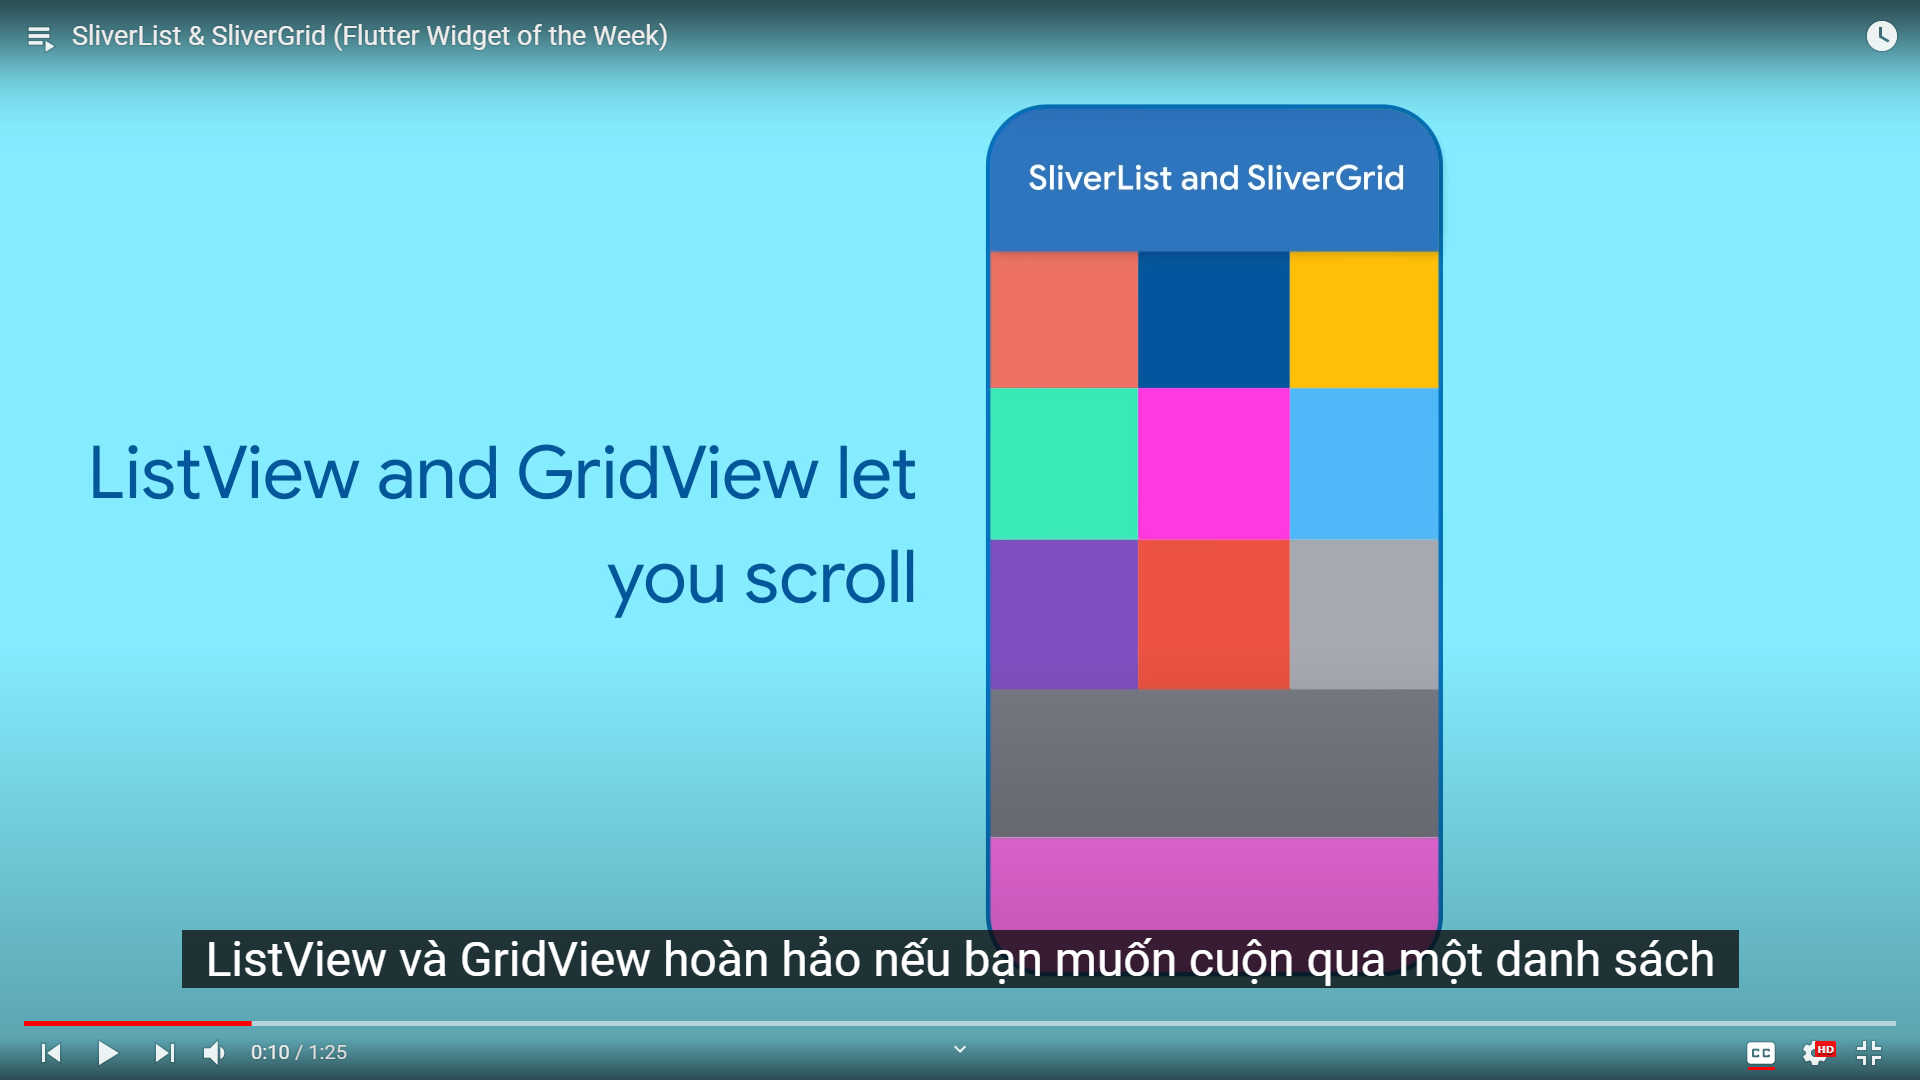 SliverList & SliverGrid (Flutter Widget of the Week)
SliverList and SliverGrid
ListView and GridView let
you scroll
ListView và GridView hoàn hảo nếu bạn muốn cuộn qua một danh sách
0:10 / 1:25
CC
HD